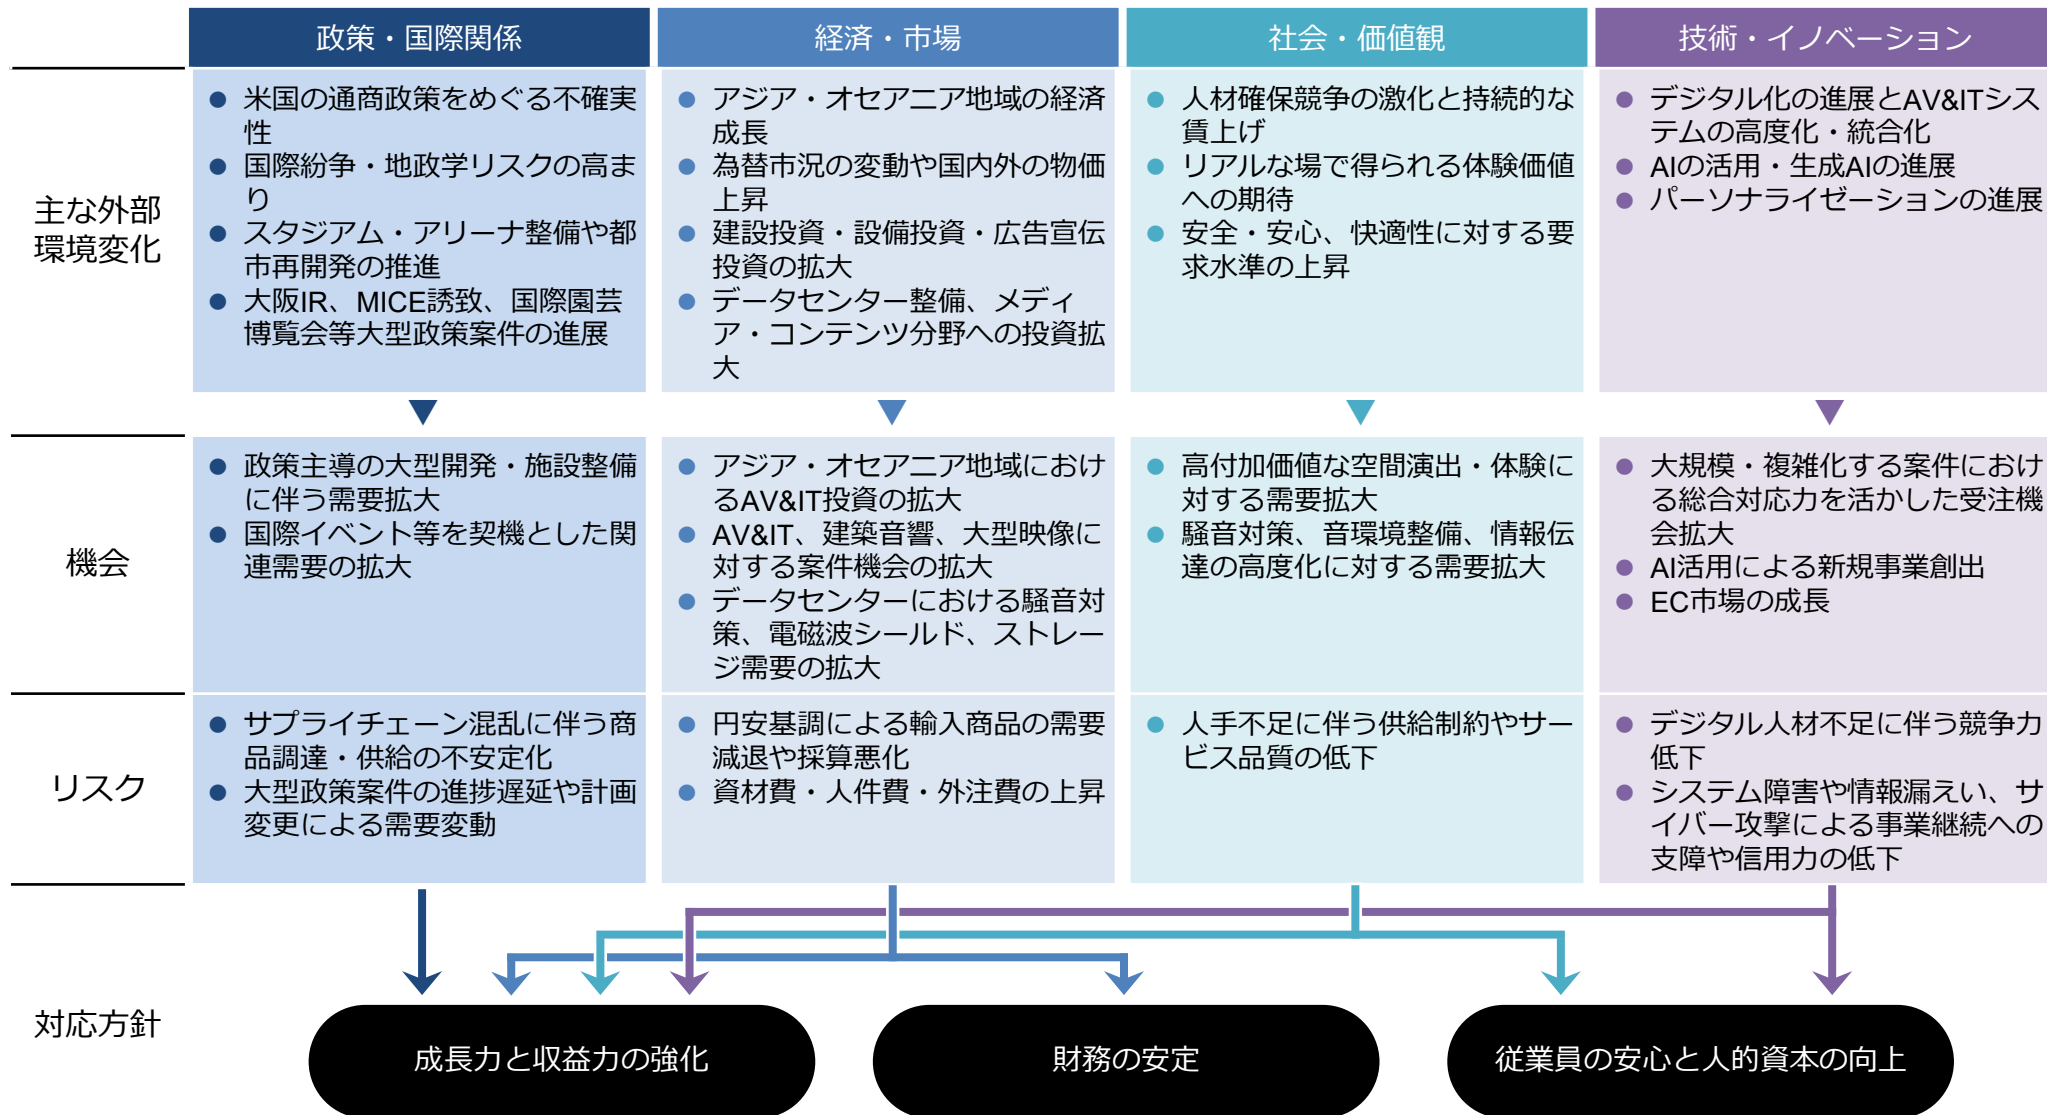 政策・国際関係
経済・市場
社会・価値観
技術・イノベーション
主な外部
環境変化
米国の通商政策をめぐる不確実
性
国際紛争・地政学リスクの高ま
り
スタジアム・アリーナ整備や都
市再開発の推進
大阪IR、MICE誘致、国際園芸
博覧会等大型政策案件の進展
アジア・オセアニア地域の経済
成長
為替市況の変動や国内外の物価
上昇
建設投資・設備投資・広告宣伝
投資の拡大
データセンター整備、メディ
ア・コンテンツ分野への投資拡
大
人材確保競争の激化と持続的な
賃上げ
リアルな場で得られる体験価値
への期待
安全・安心、快適性に対する要
求水準の上昇
デジタル化の進展とAV&ITシス
テムの高度化・統合化
AIの活用・生成AIの進展
パーソナライゼーションの進展
機会
政策主導の大型開発・施設整備
に伴う需要拡大
国際イベント等を契機とした関
連需要の拡大
アジア・オセアニア地域におけ
るAV&IT投資の拡大
AV&IT、建築音響、大型映像に
対する案件機会の拡大
データセンターにおける騒音対
策、電磁波シールド、ストレー
ジ需要の拡大
高付加価値な空間演出・体験に
対する需要拡大
騒音対策、音環境整備、情報伝
達の高度化に対する需要拡大
大規模・複雑化する案件におけ
る総合対応力を活かした受注機
会拡大
AI活用による新規事業創出
EC市場の成長
リスク
サプライチェーン混乱に伴う商
品調達・供給の不安定化
大型政策案件の進捗遅延や計画
変更による需要変動
円安基調による輸入商品の需要
減退や採算悪化
資材費・人件費・外注費の上昇
人手不足に伴う供給制約やサー
ビス品質の低下
デジタル人材不足に伴う競争力
低下
システム障害や情報漏えい、サ
イバー攻撃による事業継続への
支障や信用力の低下
対応方針
成長力と収益力の強化
財務の安定
従業員の安心と人的資本の向上